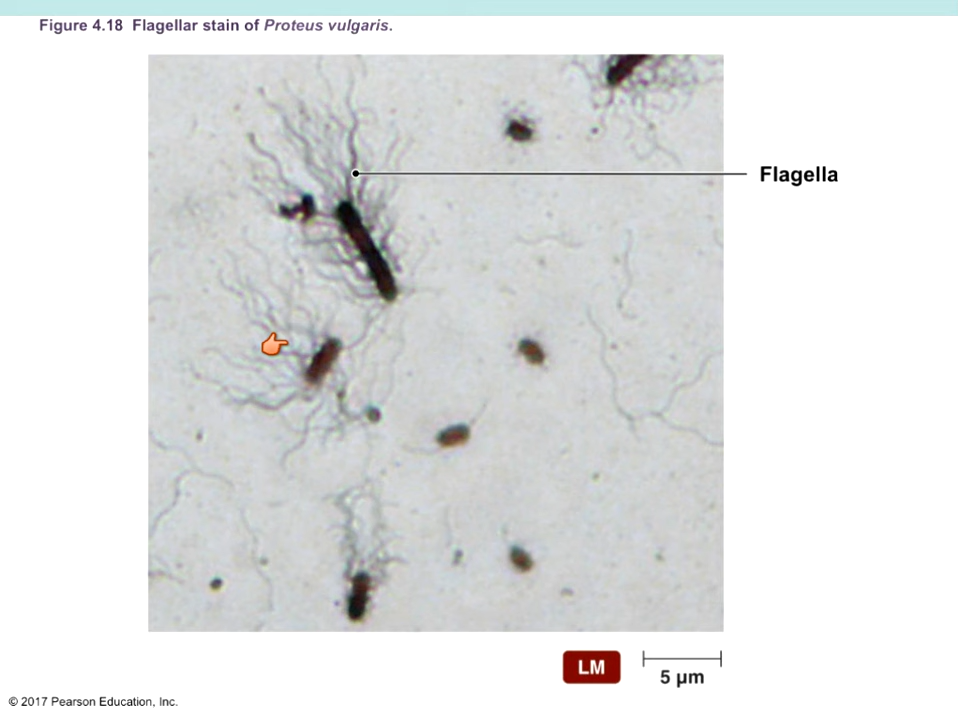 Figure 4.18 Flagellar stain of Proteus vulgaris.
Flagella
LM
5 µm
© 2017 Pearson Education, Inc.